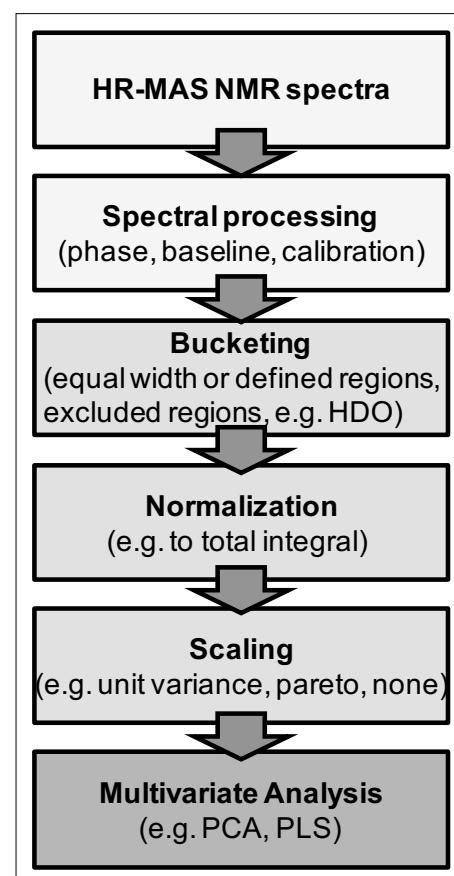 HR-MAS NMR spectra
Spectral processing
(phase, baseline, calibration)
Bucketing
(equal width or defined regions,
excluded regions, e.g. HDO)
Normalization
(e.g. to total integral)
Scaling
(e.g. unit variance, pareto, none)
Multivariate Analysis
(e.g. PCA, PLS)